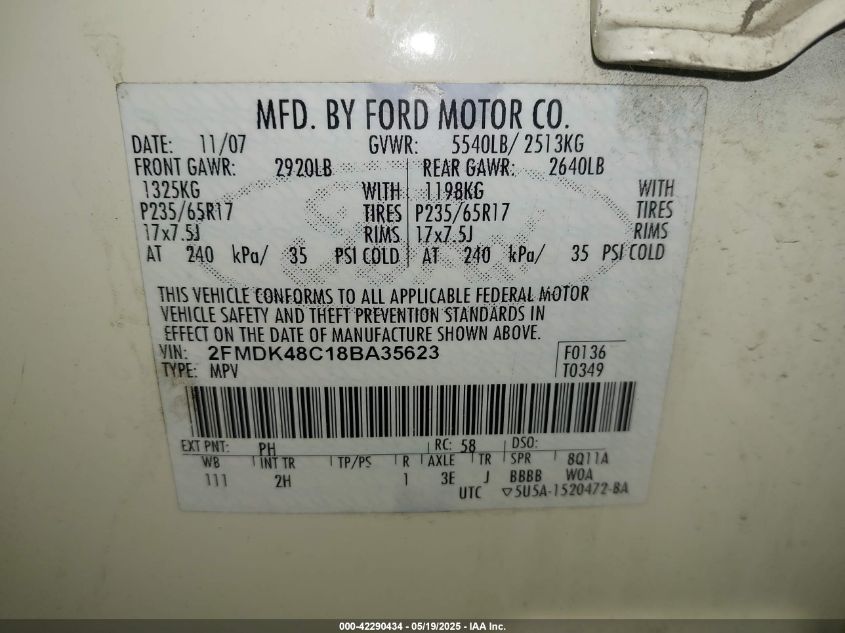 MFD. BY FORD MOTOR CO.
DATE: 11/07 GVWR: 5540LB/ 2513KG
FRONT GAWR: 2920LB REAR GAWR: 2640LB
1325KG WITH 1198KG WITH
P235/65R17 TIRES P235/65R17 TIRES
17x7.5J RIMS 17x7.5J RIMS
AT 240 kPa/ 35 PSI COLD AT 240 kPa/ 35 PSI COLD
THIS VEHICLE CONFORMS TO ALL APPLICABLE FEDERAL MOTOR
VEHICLE SAFETY AND THEFT PREVENTION STANDARDS IN
EFFECT ON THE DATE OF MANUFACTURE SHOWN ABOVE.
VIN: 2FMDK48C18BA35623 F0136
TYPE: MPV T0349
EXT PNT: PH RC: 58 DSO:
WB INT TR TP/PS R AXLE TR SPR 8Q11A
111 2H 1 3E J BBBB W0A
UTC ▽5U5A-1520472-BA
000-42290434 - 05/19/2025 - IAA Inc.